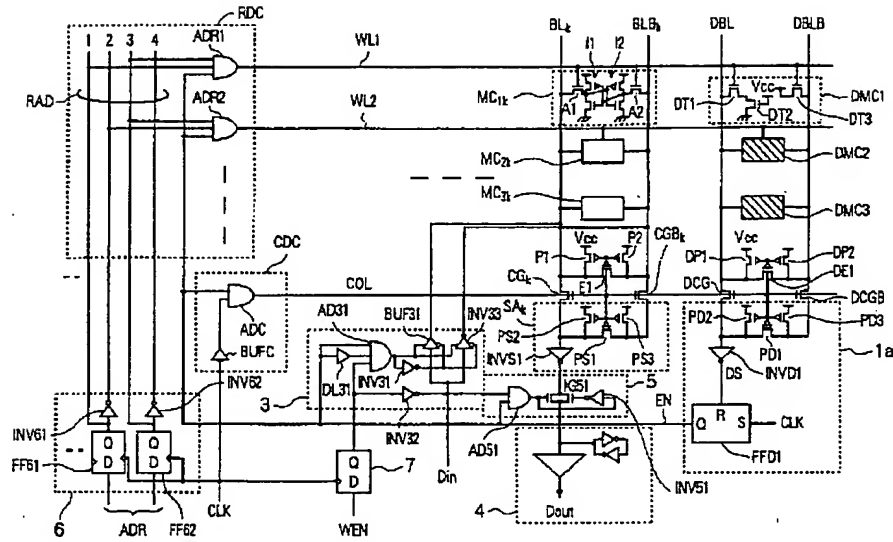 RDC
BLk BLBk DBL DBLB
1 2 3 4 ADR1 WL1 I1 I2
RAD MC1k A1 A2 DT1 Vcc DT2 DT3 DMC1
ADR2 WL2
MC2k DMC2
MC3k DMC3
CDC Vcc P1 P2 CGBk Vcc DP1 DP2
COL CGk E1 DCG DE1 DCGB
ADC AD31 BUF31 INV33 SAk PS2 PS1 PS3 PD2 PD1 PD3 1a
BUFC INVS1 DS INVD1
INV62 DL31 INV31 IG51 5 EN
3 INV32 AD51 Q R S CLK
INV61 FFD1
Q D Q D Q D 7 Din INV51
FF61
6 ADR FF62 CLK WEN 4 Dout